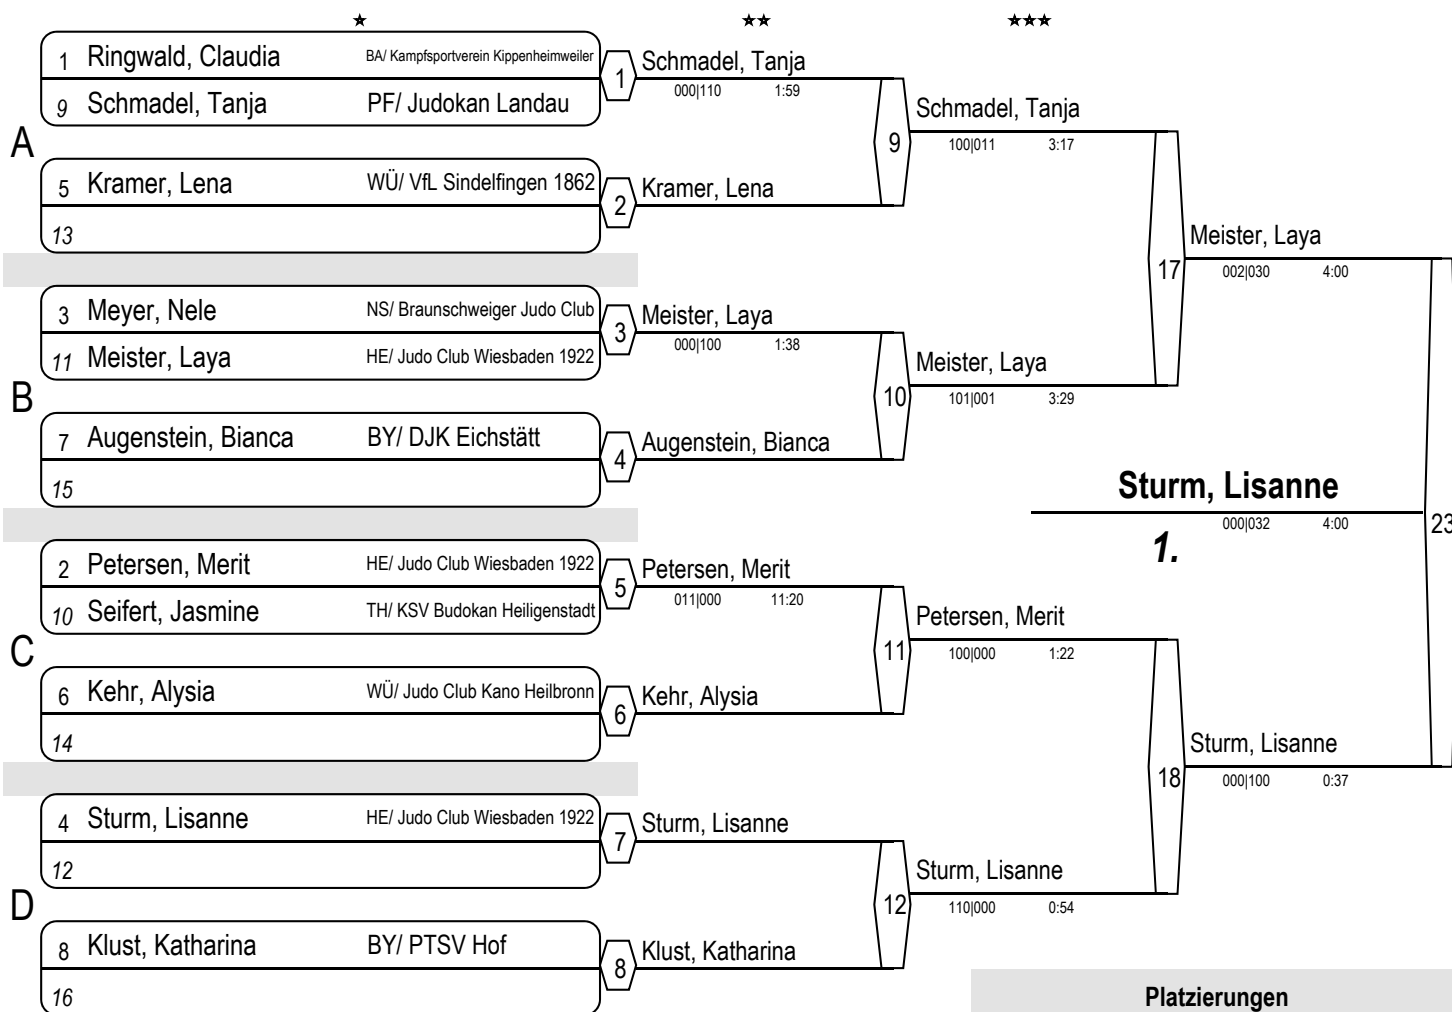 ★ ★★ ★★★
1 Ringwald, Claudia BA/ Kampfsportverein Kippenheimweiler
9 Schmadel, Tanja PF/ Judokan Landau
1 Schmadel, Tanja
000|110 1:59
A
5 Kramer, Lena WÜ/ VfL Sindelfingen 1862
13
2 Kramer, Lena
9 Schmadel, Tanja
100|011 3:17
3 Meyer, Nele NS/ Braunschweiger Judo Club
11 Meister, Laya HE/ Judo Club Wiesbaden 1922
3 Meister, Laya
000|100 1:38
B
7 Augenstein, Bianca BY/ DJK Eichstätt
15
4 Augenstein, Bianca
10 Meister, Laya
101|001 3:29
17 Meister, Laya
002|030 4:00
Sturm, Lisanne
000|032 4:00
1.
23
2 Petersen, Merit HE/ Judo Club Wiesbaden 1922
10 Seifert, Jasmine TH/ KSV Budokan Heiligenstadt
5 Petersen, Merit
011|000 11:20
C
6 Kehr, Alysia WÜ/ Judo Club Kano Heilbronn
14
6 Kehr, Alysia
11 Petersen, Merit
100|000 1:22
4 Sturm, Lisanne HE/ Judo Club Wiesbaden 1922
12
7 Sturm, Lisanne
D
8 Klust, Katharina BY/ PTSV Hof
16
8 Klust, Katharina
12 Sturm, Lisanne
110|000 0:54
18 Sturm, Lisanne
000|100 0:37
Platzierungen